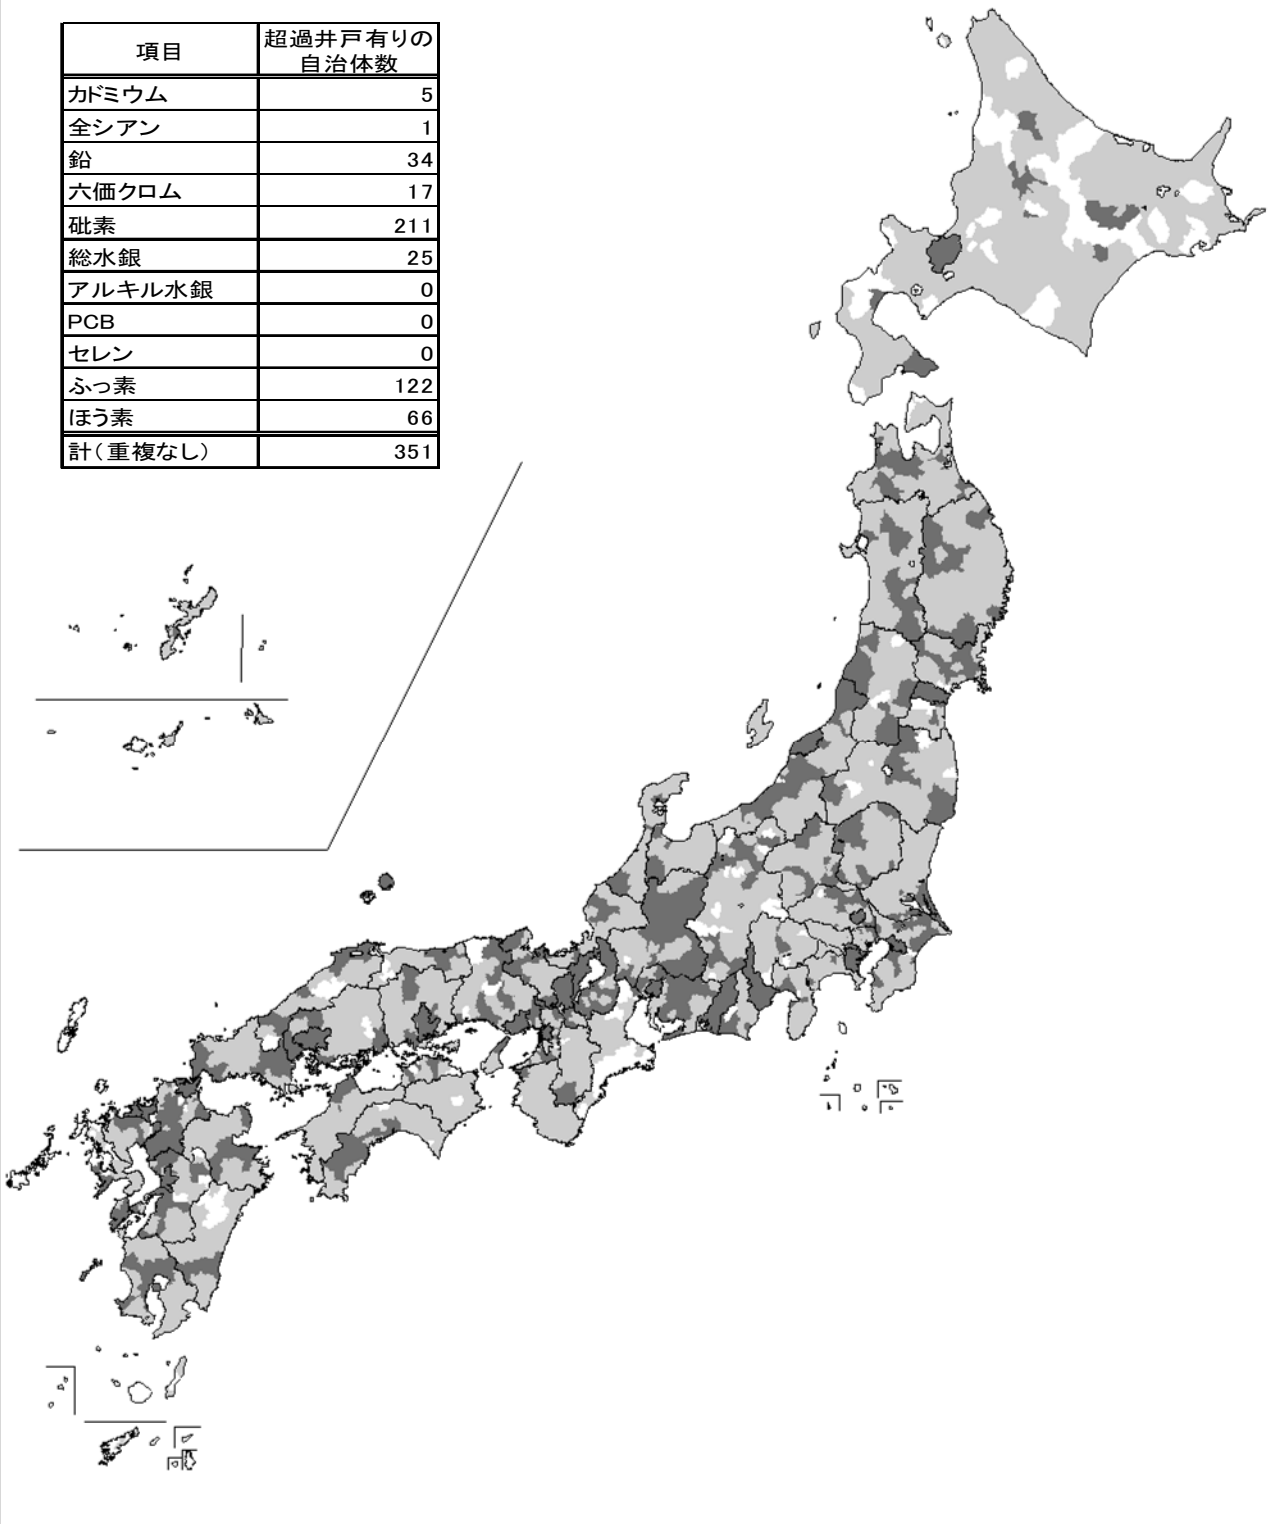 項目 超過井戸有りの
自治体数
カドミウム 5
全シアン 1
鉛 34
六価クロム 17
砒素 211
総水銀 25
アルキル水銀 0
PCB 0
セレン 0
ふっ素 122
ほう素 66
計（重複なし） 351